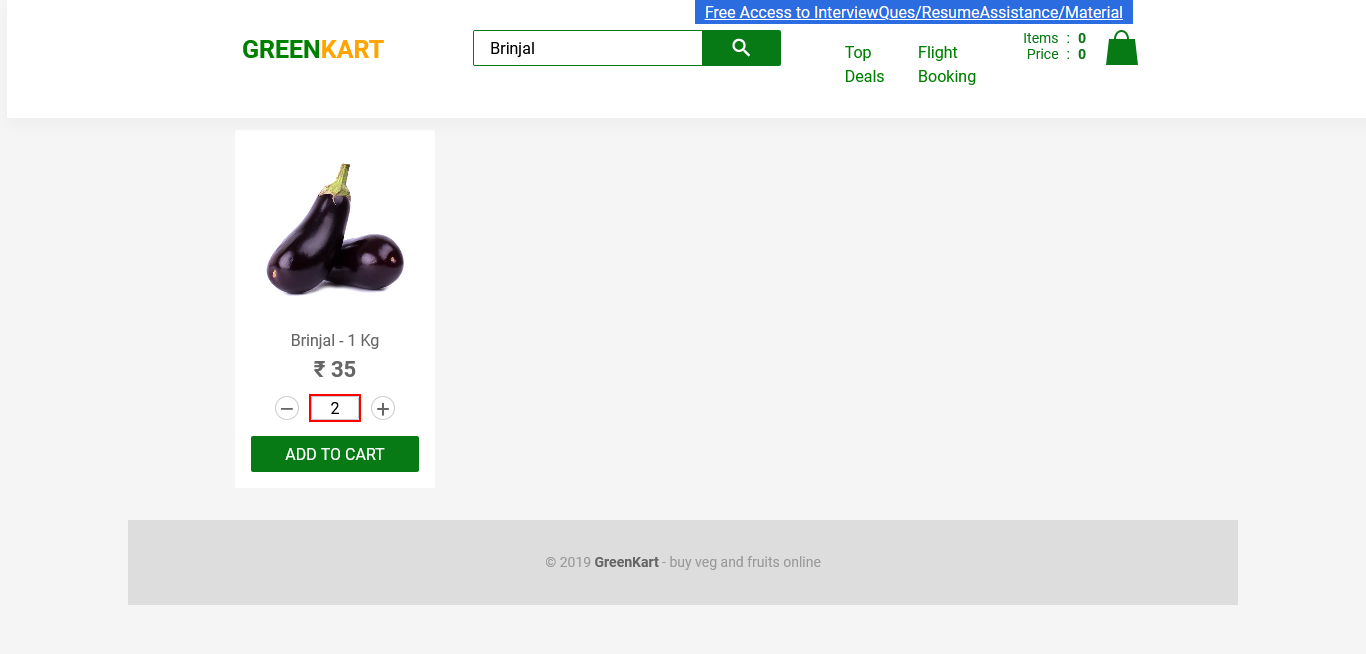 Free Access to InterviewQues/ResumeAssistance/Material
GREENKART
Brinjal
Top
Deals
Flight
Booking
Items : 0
Price : 0
Brinjal - 1 Kg
₹ 35
2
ADD TO CART
© 2019 GreenKart - buy veg and fruits online